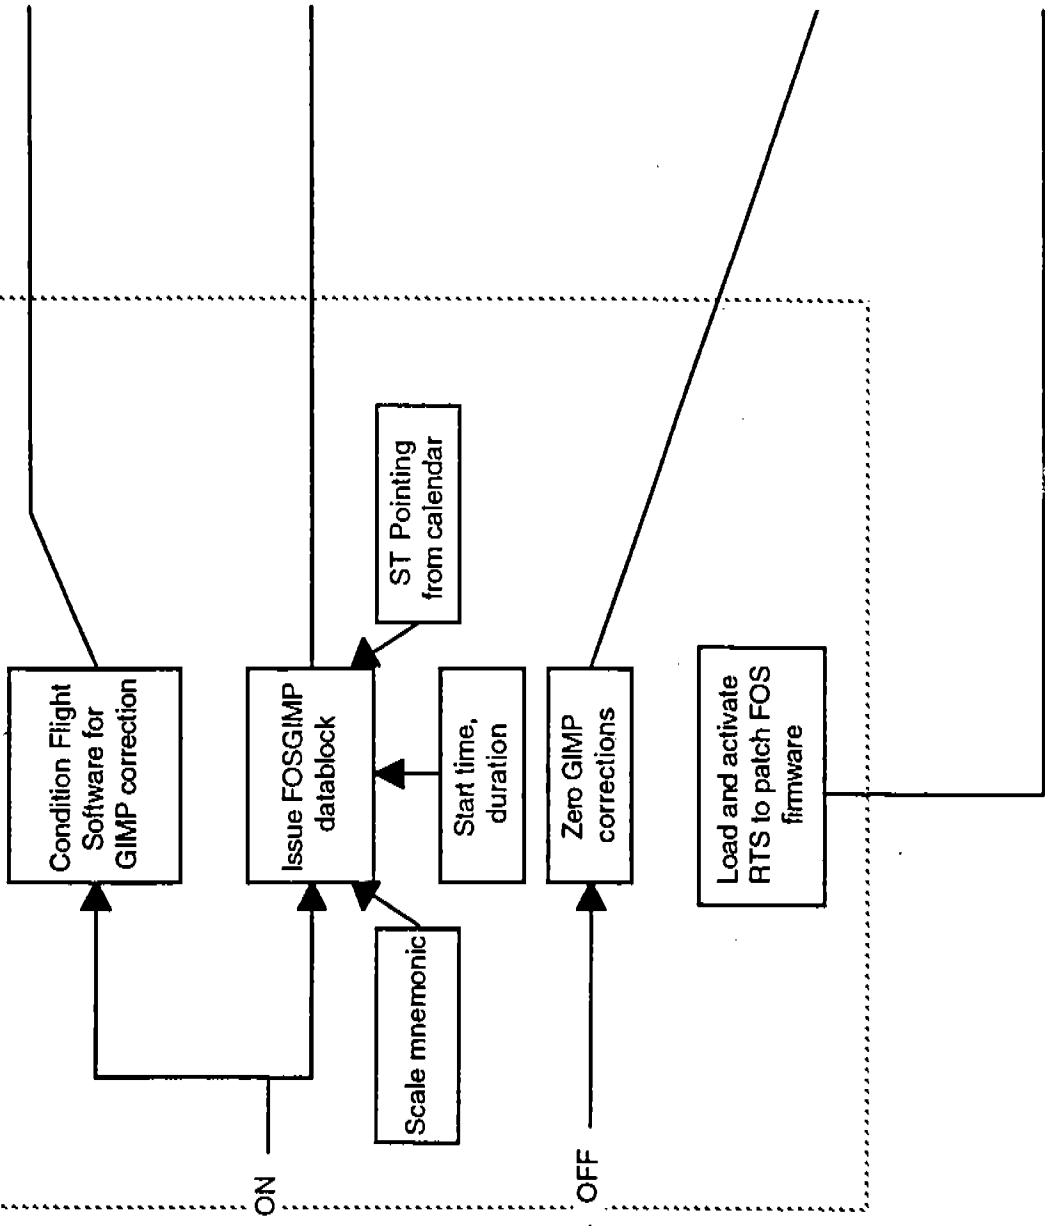 Condition Flight
Software for
GIMP correction
Issue FOSGIMP
datablock
ST Pointing
from calendar
Start time,
duration
Scale mnemonic
Zero GIMP
corrections
Load and activate
RTS to patch FOS
firmware
ON
OFF